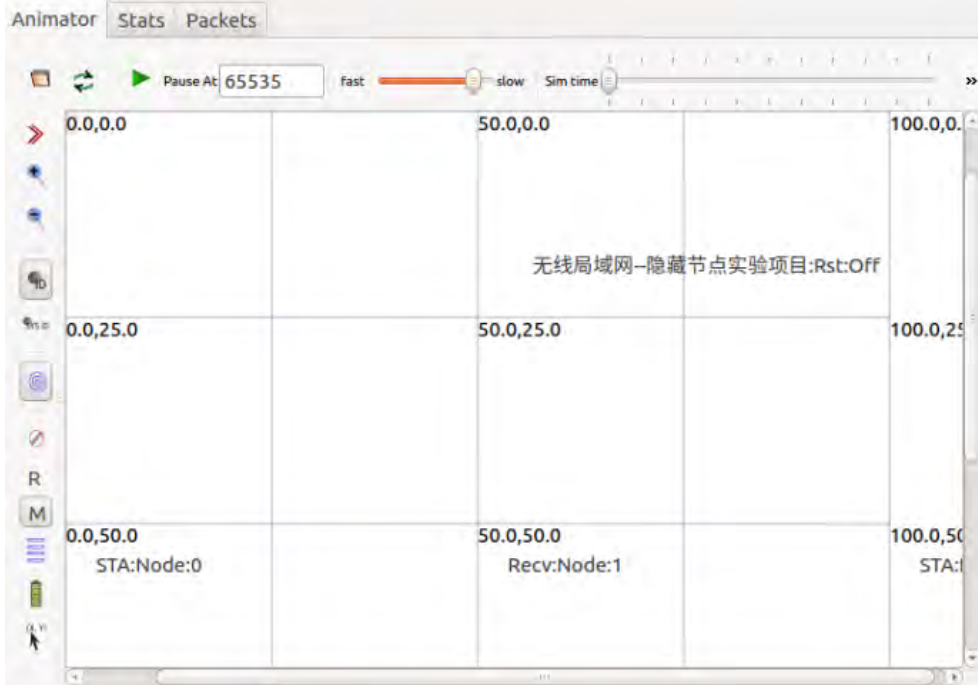 Animator Stats Packets
Pause At 65535 fast slow Sim time »
0.0,0.0 50.0,0.0 100.0,0.
无线局域网--隐藏节点实验项目:Rst:Off
0.0,25.0 50.0,25.0 100.0,25
R
M
0.0,50.0 50.0,50.0 100.0,50
STA:Node:0 Recv:Node:1 STA: